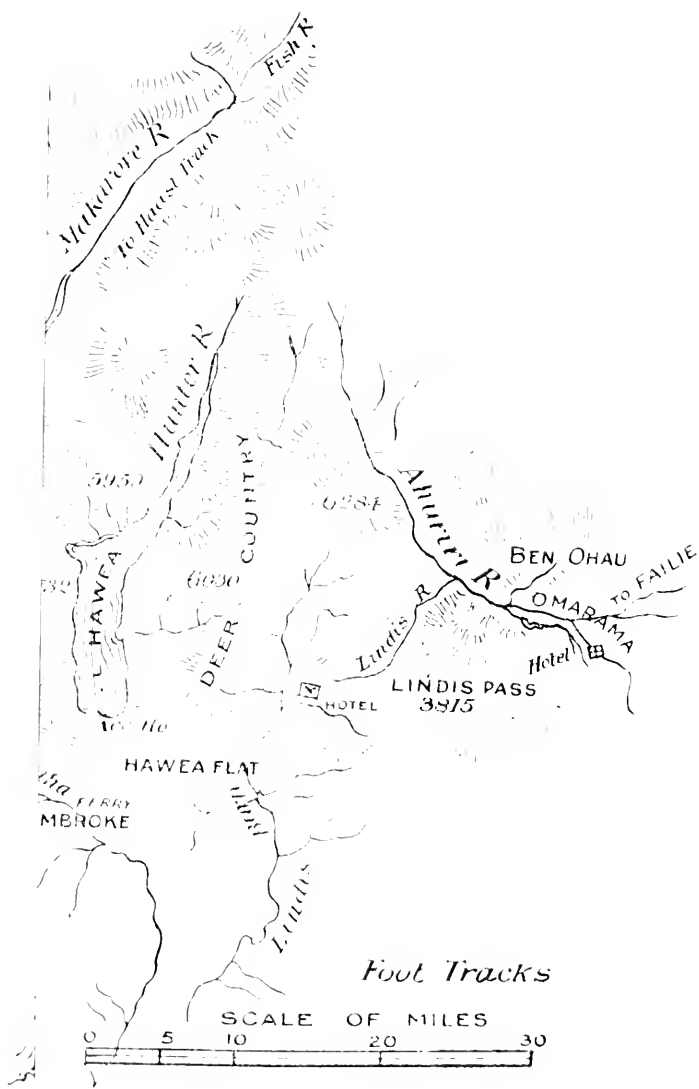 Fish R
Makarore R
To Haast Track
Hunter R
5950
COUNTRY
6284
Ahuriri R
BEN OHAU
L HAWEA
6030
Lindis R
OMARAMA
TO FAILIE
DEER
Hotel
LINDIS PASS
3815
HOTEL
HAWEA FLAT
FERRY
MBROKE
Lindis
Foot Tracks
SCALE OF MILES
0 5 10 20 30